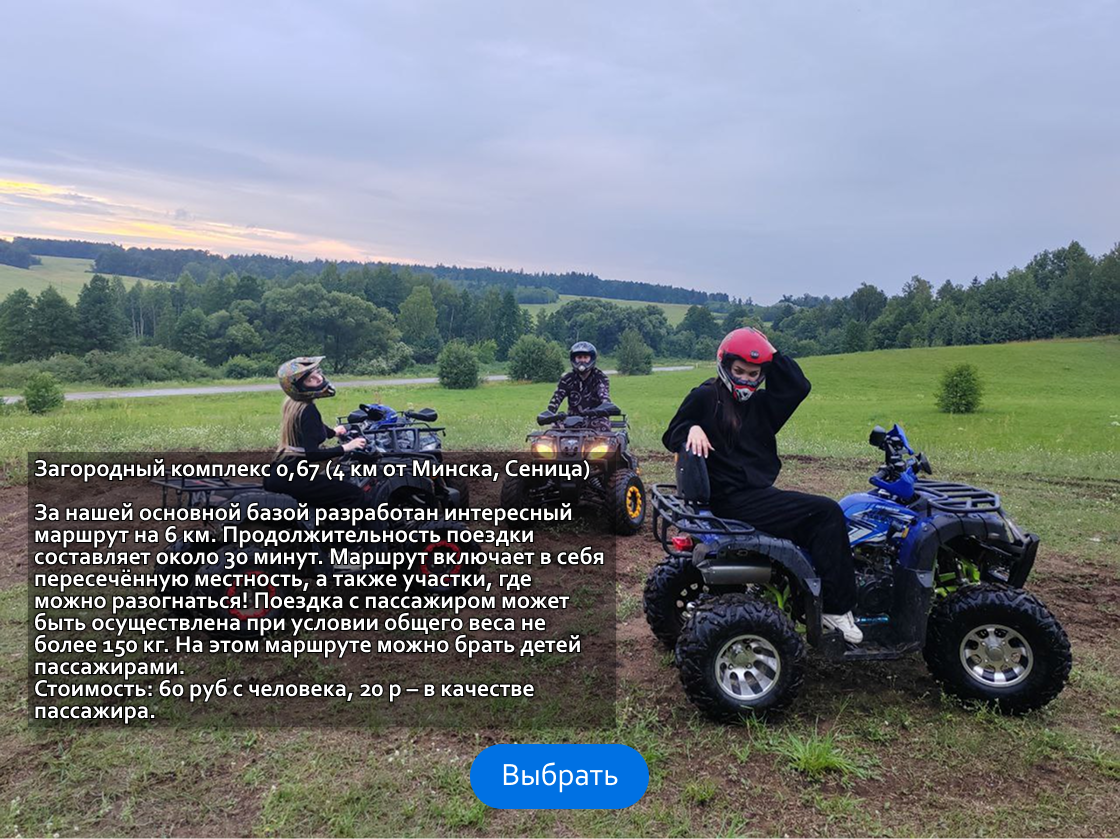 Загородный комплекс 0,67 (4 км от Минска, Сеница)
За нашей основной базой разработан интересный
маршрут на 6 км. Продолжительность поездки
составляет около 30 минут. Маршрут включает в себя
пересечённую местность, а также участки, где
можно разогнаться! Поездка с пассажиром может
быть осуществлена при условии общего веса не
более 150 кг. На этом маршруте можно брать детей
пассажирами.
Стоимость: 60 руб с человека, 20 р – в качестве
пассажира.
Выбрать